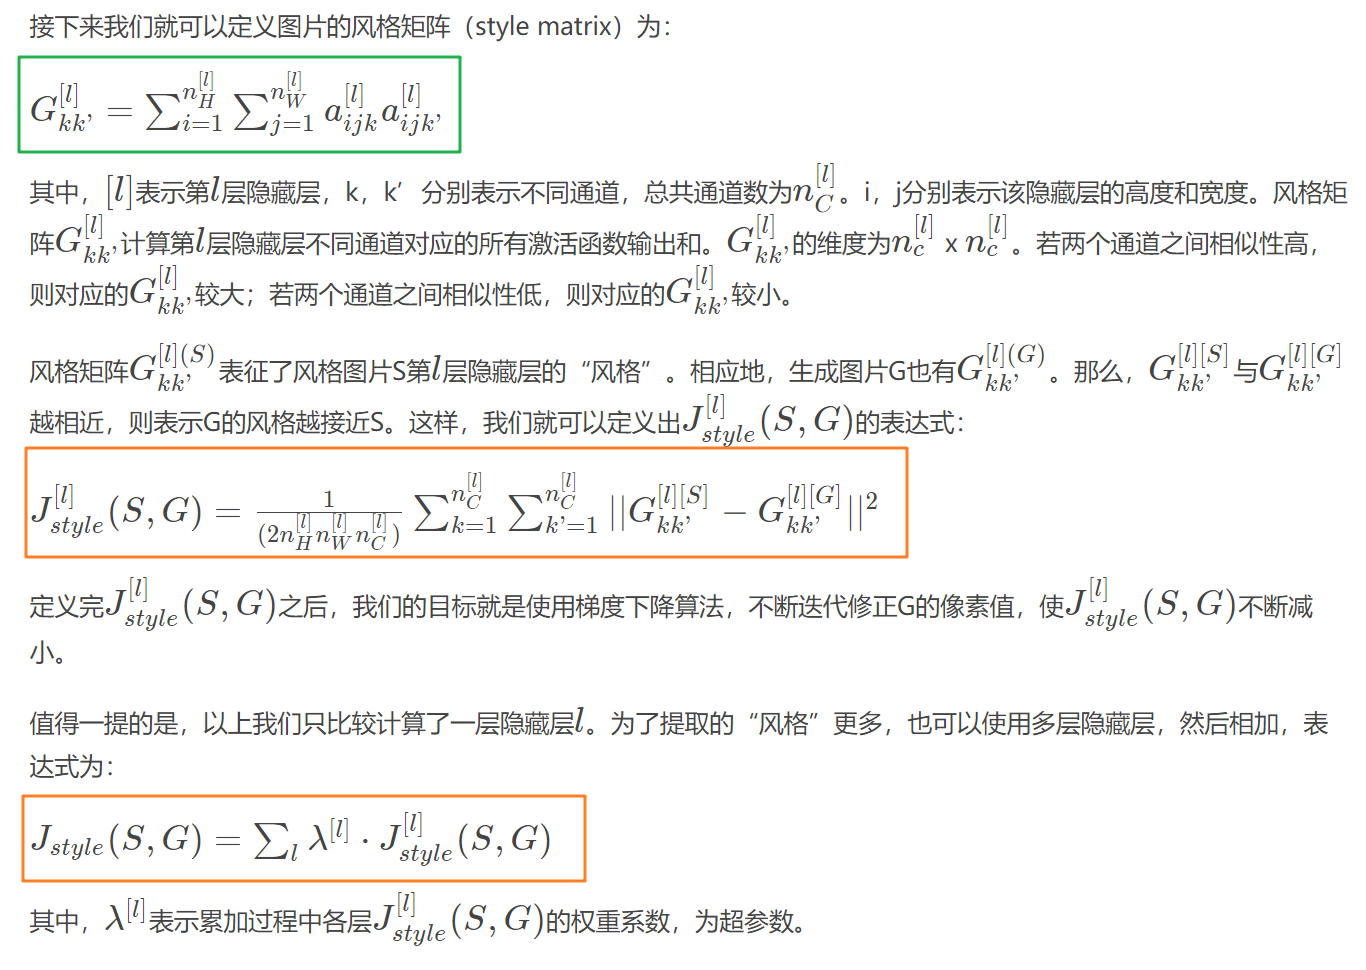 接下来我们就可以定义图片的风格矩阵（style matrix）为：
$G_{kk’}^{[l]} = \sum_{i=1}^{n_H^{[l]}} \sum_{j=1}^{n_W^{[l]}} a_{ijk}^{[l]} a_{ijk’}^{[l]}$
其中，$[l]$表示第$l$层隐藏层，k，k’分别表示不同通道，总共通道数为$n_C^{[l]}$。i，j分别表示该隐藏层的高度和宽度。风格矩
阵$G_{kk’}^{[l]}$计算第$l$层隐藏层不同通道对应的所有激活函数输出和。$G_{kk’}^{[l]}$的维度为$n_c^{[l]}$ x $n_c^{[l]}$。若两个通道之间相似性高，
则对应的$G_{kk’}^{[l]}$较大；若两个通道之间相似性低，则对应的$G_{kk’}^{[l]}$较小。
风格矩阵$G_{kk’}^{[l](S)}$表征了风格图片S第$l$层隐藏层的“风格”。相应地，生成图片G也有$G_{kk’}^{[l](G)}$。那么，$G_{kk’}^{[l][S]}$与$G_{kk’}^{[l][G]}$
越相近，则表示G的风格越接近S。这样，我们就可以定义出$J_{style}^{[l]}(S,G)$的表达式：
$J_{style}^{[l]}(S,G) = \frac{1}{(2n_H^{[l]}n_W^{[l]}n_C^{[l]})} \sum_{k=1}^{n_C^{[l]}} \sum_{k’=1}^{n_C^{[l]}} ||G_{kk’}^{[l][S]} - G_{kk’}^{[l][G]}||^2$
定义完$J_{style}^{[l]}(S,G)$之后，我们的目标就是使用梯度下降算法，不断迭代修正G的像素值，使$J_{style}^{[l]}(S,G)$不断减
小。
值得一提的是，以上我们只比较计算了一层隐藏层$l$。为了提取的“风格”更多，也可以使用多层隐藏层，然后相加，表
达式为：
$J_{style}(S,G) = \sum_l \lambda^{[l]} \cdot J_{style}^{[l]}(S,G)$
其中，$\lambda^{[l]}$表示累加过程中各层$J_{style}^{[l]}(S,G)$的权重系数，为超参数。